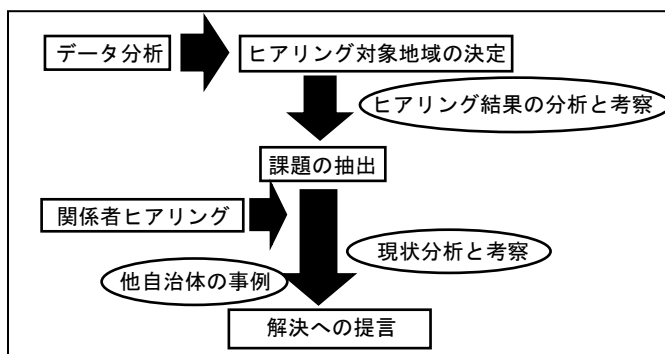 データ分析
ヒアリング対象地域の決定
ヒアリング結果の分析と考察
課題の抽出
関係者ヒアリング
現状分析と考察
他自治体の事例
解決への提言